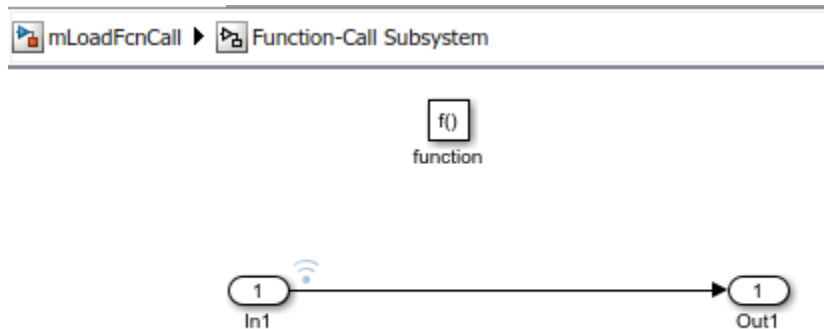 mLoadFcnCall Function-Call Subsystem
f()
function
1
1
In1
Out1